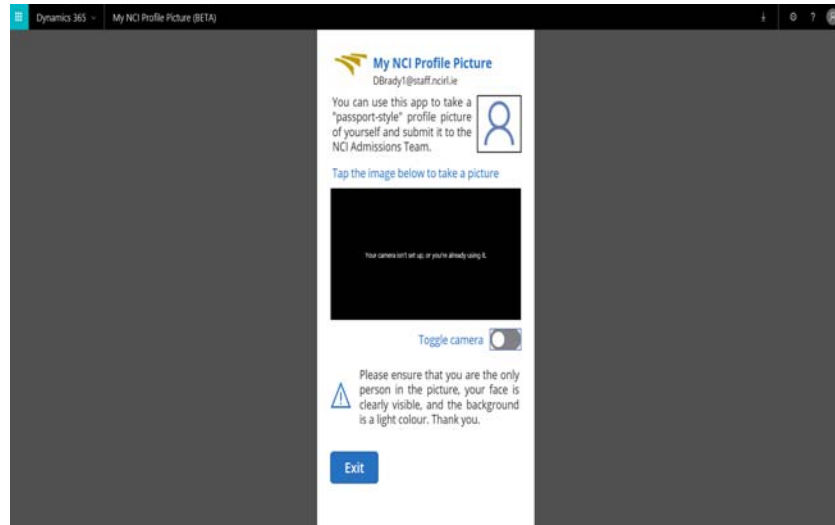 Dynamics 365
My NCI Profile Picture (BETA)
?
My NCI Profile Picture
DBrady1@staff.ncirl.ie
You can use this app to take a
"passport-style" profile picture
of yourself and submit it to the
NCI Admissions Team.
Tap the image below to take a picture
Your camera isn't set up, or you're already using it.
Toggle camera
Please ensure that you are the only
person in the picture, your face is
clearly visible, and the background
is a light colour. Thank you.
Exit